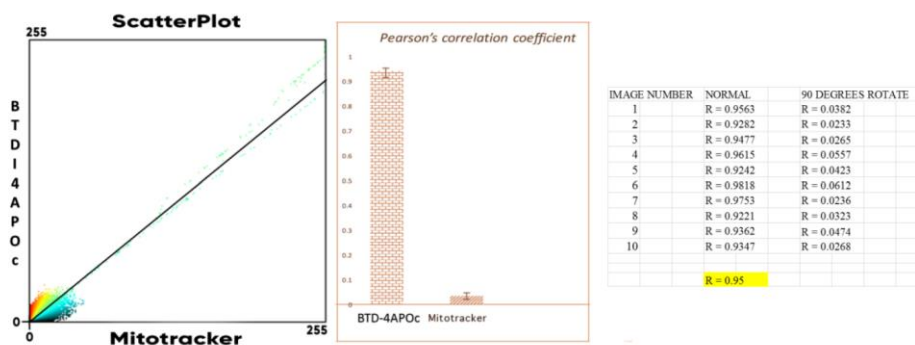 ScatterPlot
255
B
T
D
I
4
A
P
O
c
0
0
255
Mitotracker
Pearson's correlation coefficient
1
0.9
0.8
0.7
0.6
0.5
0.4
0.3
0.2
0.1
0
BTD-4APOc Mitotracker
IMAGE NUMBER NORMAL 90 DEGREES ROTATE
1 R = 0.9563 R = 0.0382
2 R = 0.9282 R = 0.0233
3 R = 0.9477 R = 0.0265
4 R = 0.9615 R = 0.0557
5 R = 0.9242 R = 0.0423
6 R = 0.9818 R = 0.0612
7 R = 0.9753 R = 0.0236
8 R = 0.9221 R = 0.0323
9 R = 0.9362 R = 0.0474
10 R = 0.9347 R = 0.0268
R = 0.95